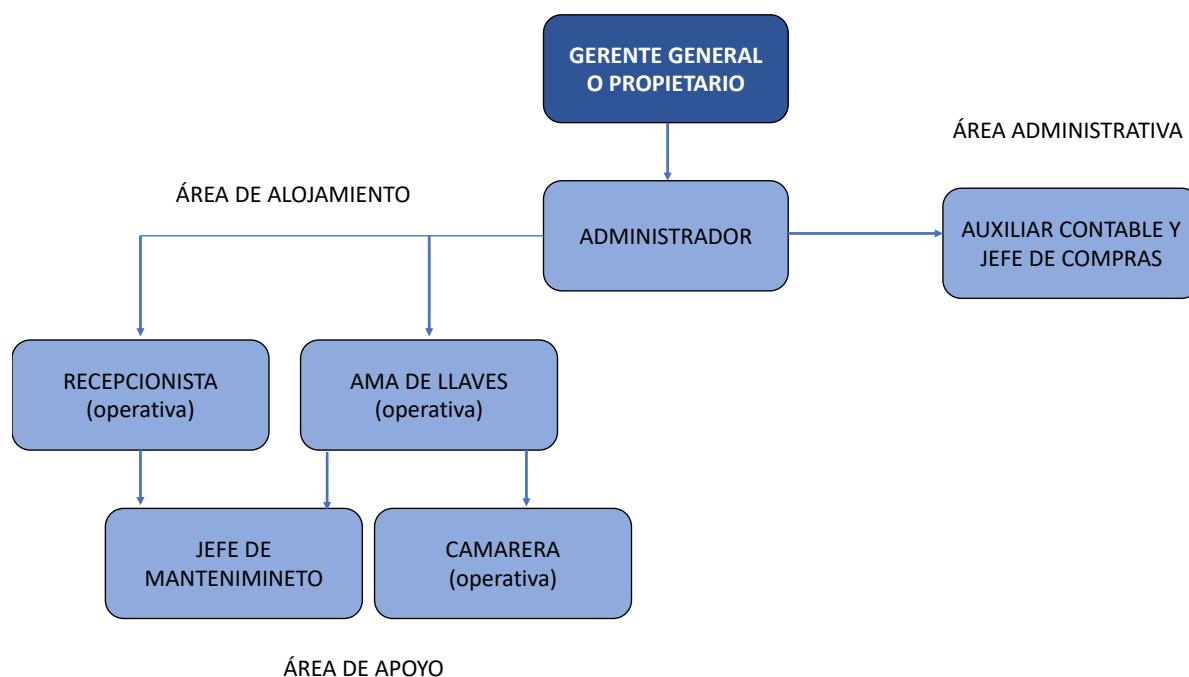 GERENTE GENERAL
O PROPIETARIO
ÁREA ADMINISTRATIVA
ÁREA DE ALOJAMIENTO
ADMINISTRADOR
AUXILIAR CONTABLE Y
JEFE DE COMPRAS
RECEPCIONISTA
(operativa)
AMA DE LLAVES
(operativa)
JEFE DE
MANTENIMINETO
CAMARERA
(operativa)
ÁREA DE APOYO